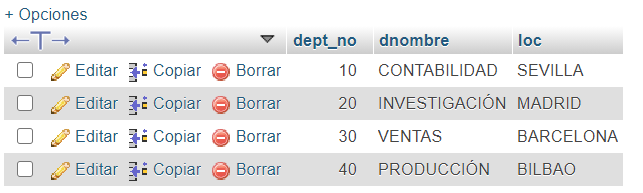 + Opciones
←T→ dept_no dnombre loc
Editar Copiar Borrar 10 CONTABILIDAD SEVILLA
Editar Copiar Borrar 20 INVESTIGACIÓN MADRID
Editar Copiar Borrar 30 VENTAS BARCELONA
Editar Copiar Borrar 40 PRODUCCIÓN BILBAO